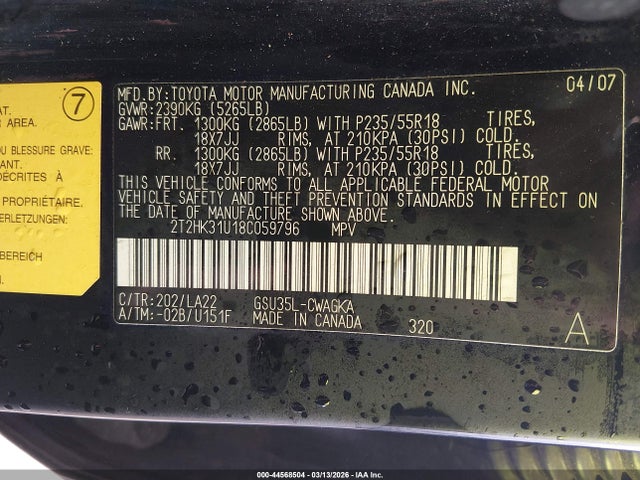 7
AT.
AREA.
OU BLESSURE GRAVE:
ANT.
DÉCRITES À
PROPRIÉTAIRE.
ERLETZUNGEN:
BEREICH
MFD.BY:TOYOTA MOTOR MANUFACTURING CANADA INC. 04/07
GVWR:2390KG (5265LB)
GAWR:FRT. 1300KG (2865LB) WITH P235/55R18 TIRES,
18X7JJ RIMS, AT 210KPA (30PSI) COLD.
RR. 1300KG (2865LB) WITH P235/55R18 TIRES,
18X7JJ RIMS, AT 210KPA (30PSI) COLD.
THIS VEHICLE CONFORMS TO ALL APPLICABLE FEDERAL MOTOR
VEHICLE SAFETY AND THEFT PREVENTION STANDARDS IN EFFECT ON
THE DATE OF MANUFACTURE SHOWN ABOVE.
2T2HK31U18C059796 MPV
C/TR:202/LA22 GSU35L-CWAGKA
A/TM:-02B/U151F MADE IN CANADA 320 A
000-44568504 - 03/13/2026 - IAA Inc.